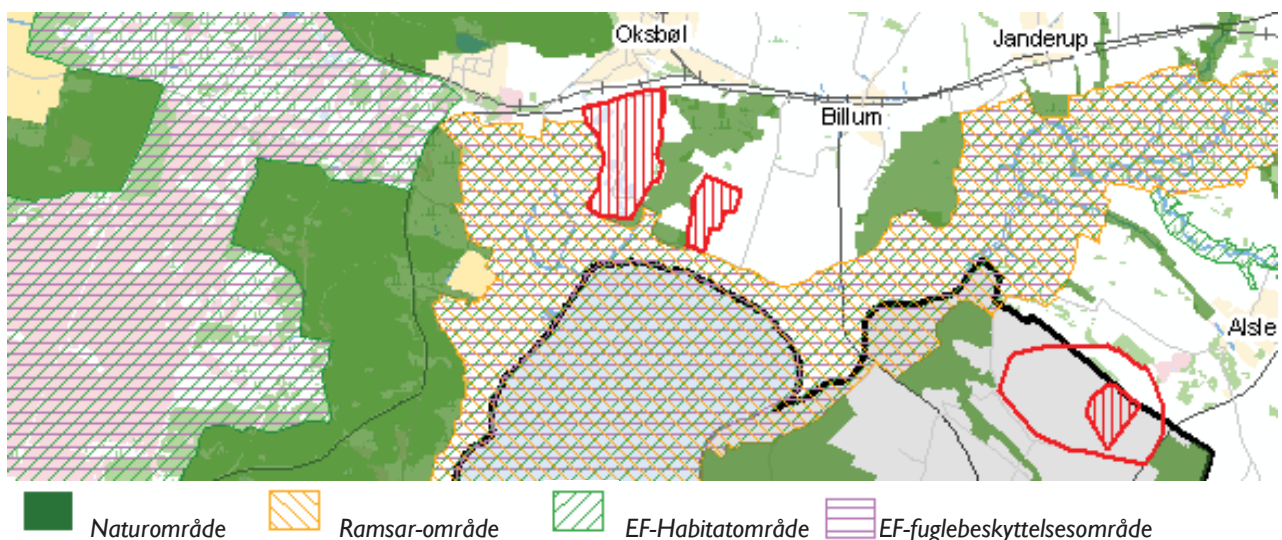 Oksbøl
Janderup
Billum
Alsle
Naturområde
Ramsar-område
EF-Habitatområde
EF-fuglebeskyttelsesområde